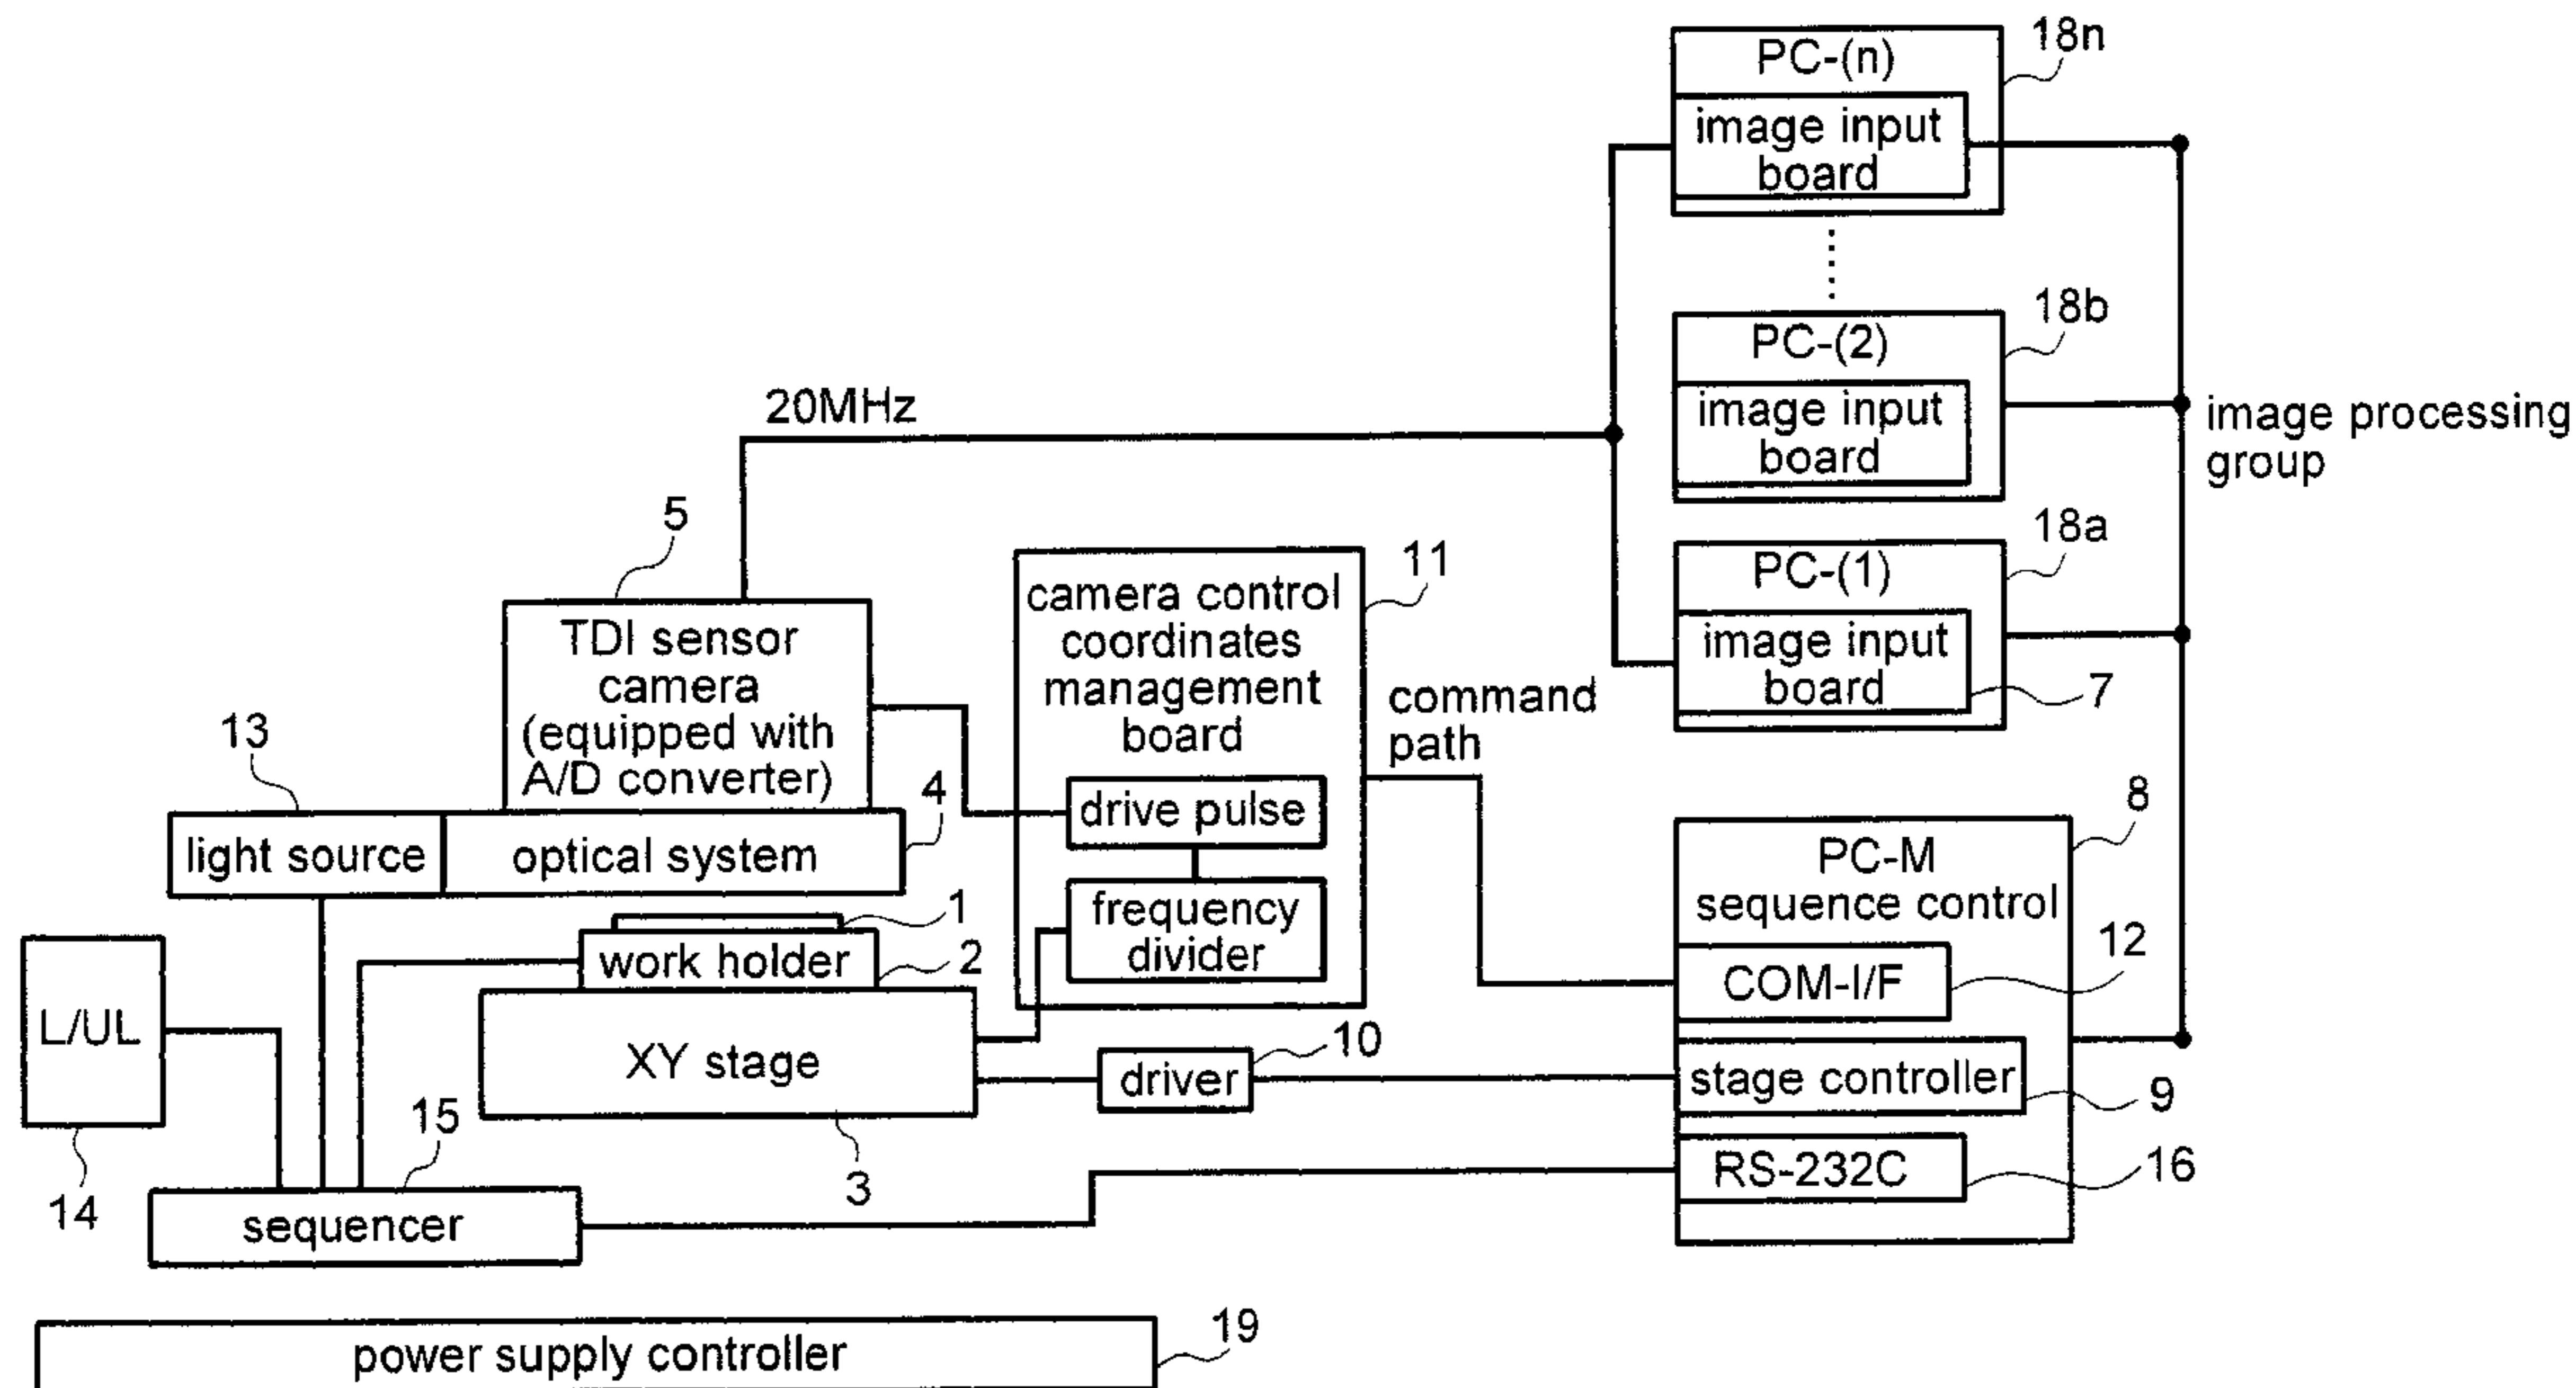 PC-(n)
18n
image input
board
PC-(2)
18b
image input
board
20MHz
image processing
group
PC-(1)
18a
image input
board
7
5
TDI sensor
camera
(equipped with
A/D converter)
camera control
coordinates
management
board
11
drive pulse
frequency
divider
command
path
13
light source
optical system
4
1
work holder
2
XY stage
3
driver
10
L/UL
14
15
sequencer
PC-M
sequence control
8
COM-I/F
12
stage controller
9
RS-232C
16
power supply controller
19